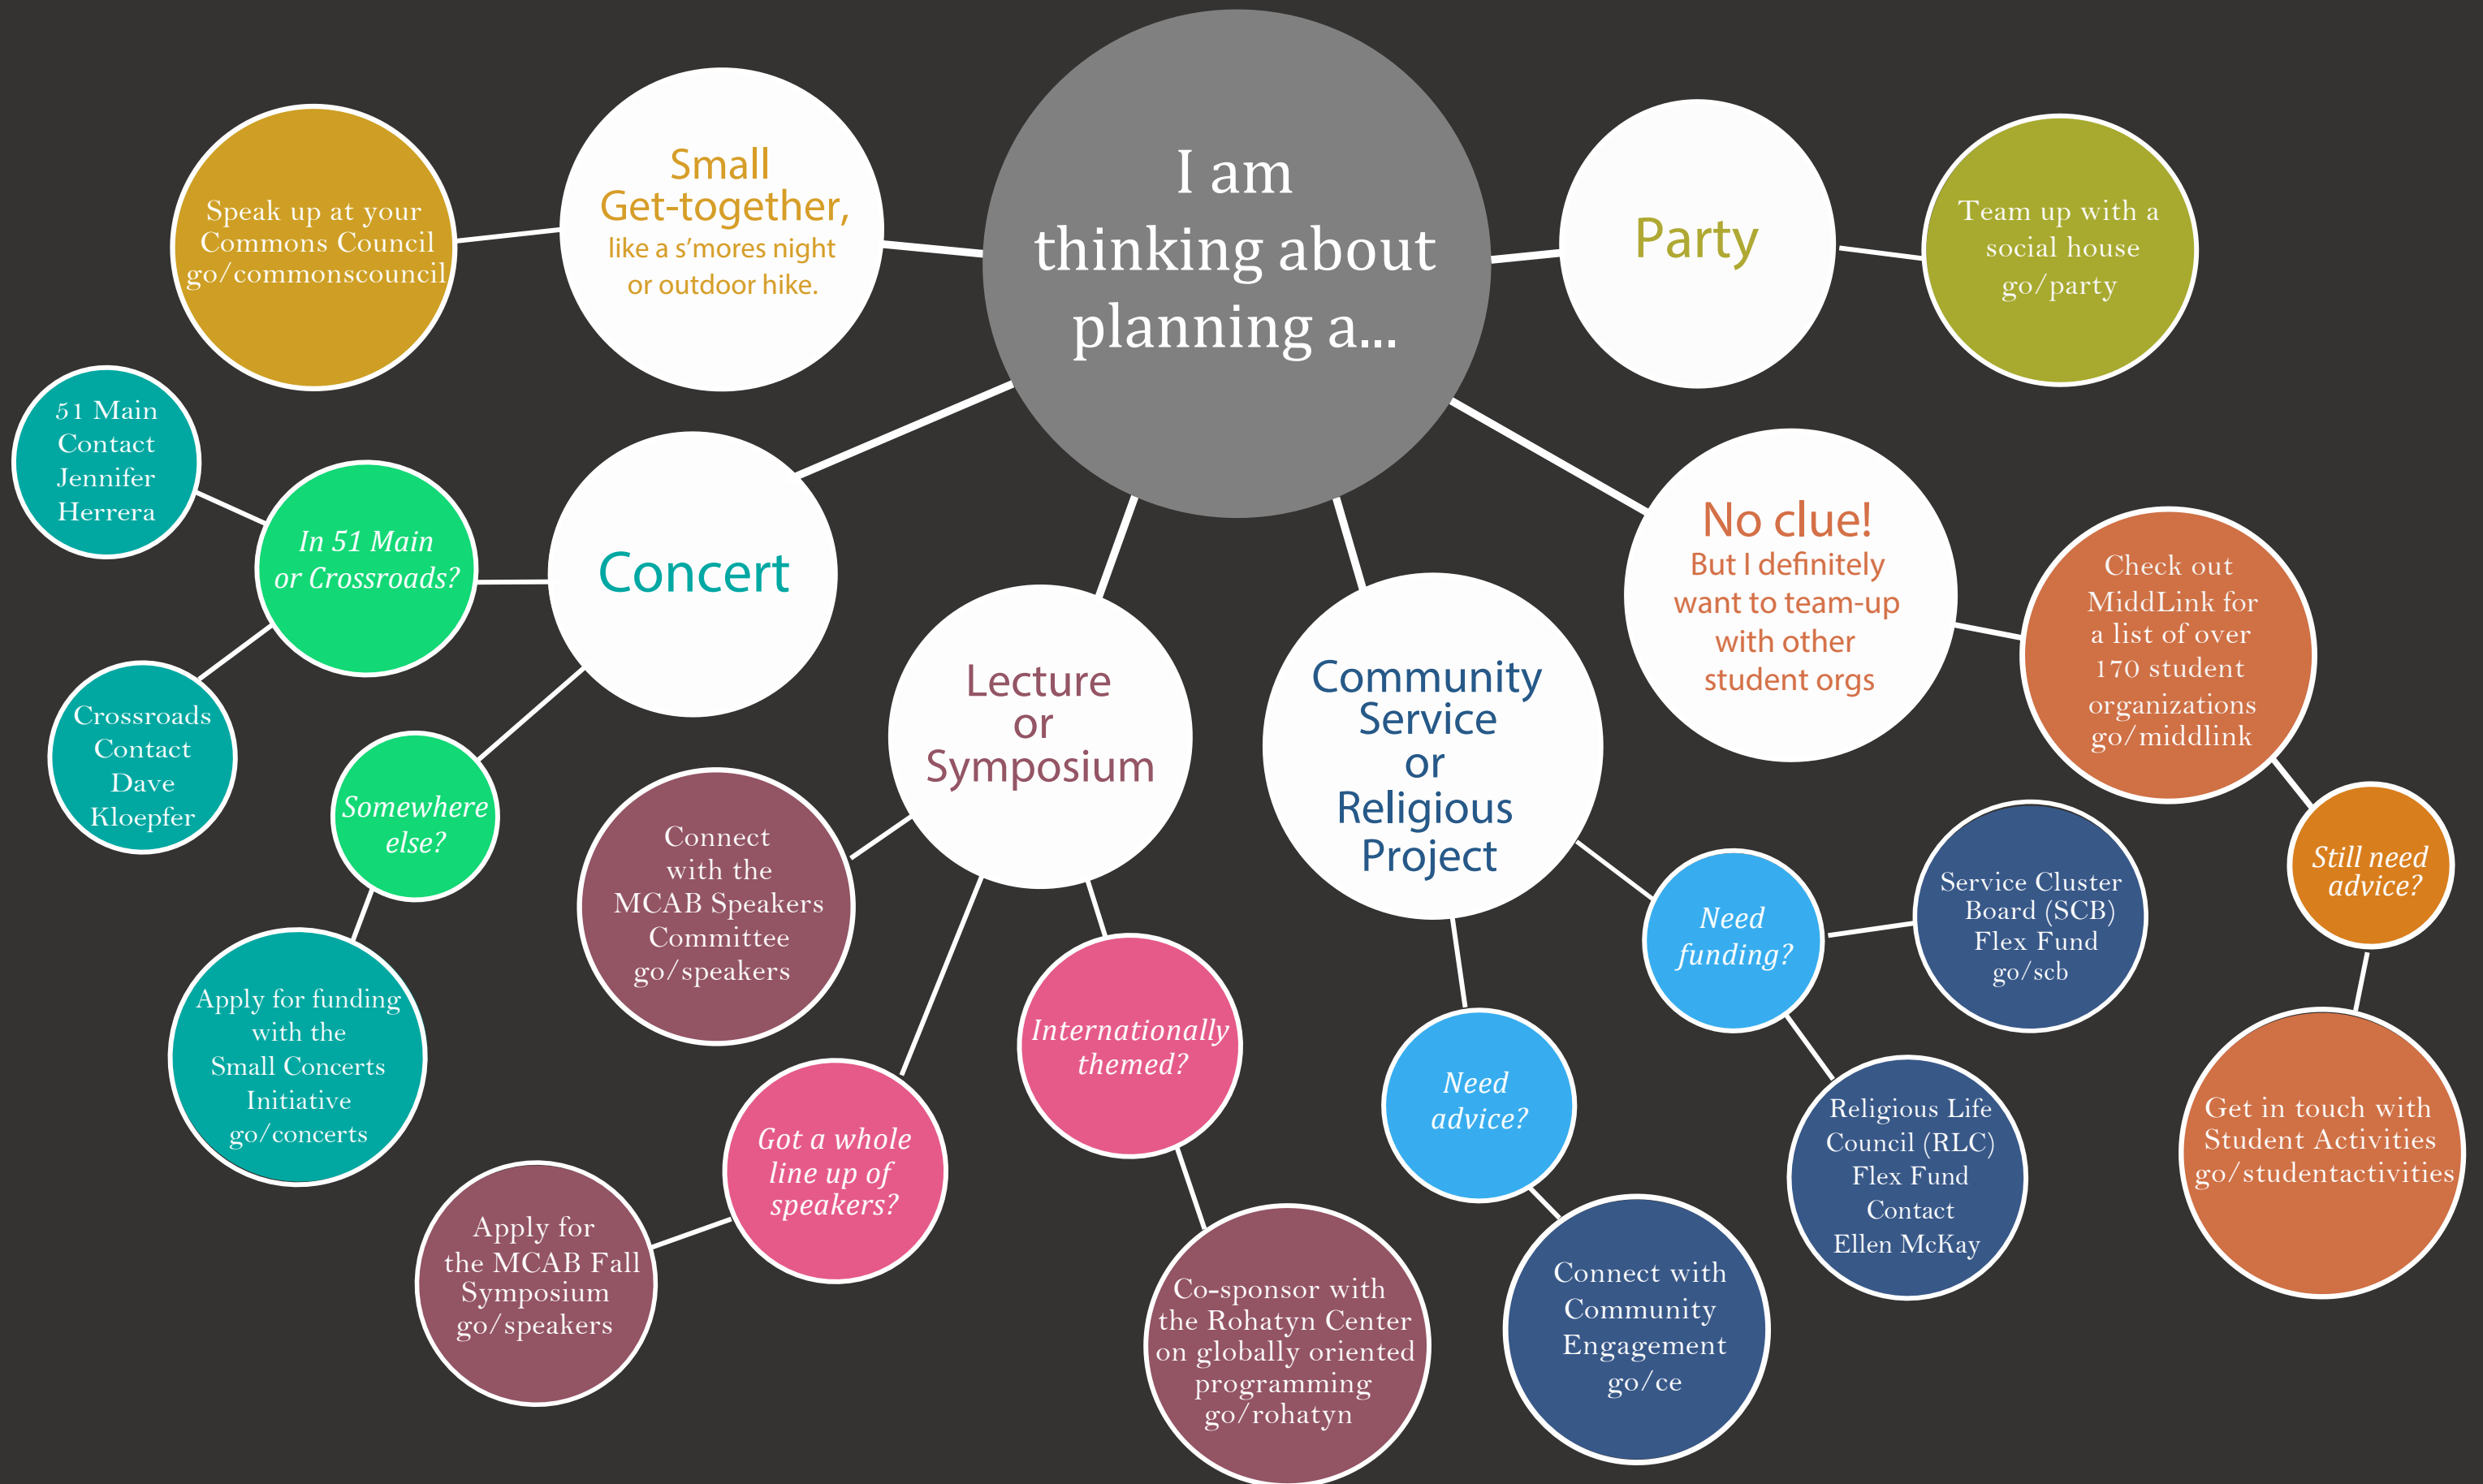 I am
thinking about
planning a...
Small
Get-together,
like a s'mores night
or outdoor hike.
Speak up at your
Commons Council
go/commonscouncil
Party
Team up with a
social house
go/party
Concert
In 51 Main
or Crossroads?
51 Main
Contact
Jennifer
Herrera
Crossroads
Contact
Dave
Kloepfer
Somewhere
else?
Apply for funding
with the
Small Concerts
Initiative
go/concerts
Lecture
or
Symposium
Connect
with the
MCAB Speakers
Committee
go/speakers
Got a whole
line up of
speakers?
Apply for
the MCAB Fall
Symposium
go/speakers
Internationally
themed?
Co-sponsor with
the Rohatyn Center
on globally oriented
programming
go/rohatyn
Community
Service
or
Religious
Project
Need
advice?
Connect with
Community
Engagement
go/ce
Need
funding?
Service Cluster
Board (SCB)
Flex Fund
go/scb
Religious Life
Council (RLC)
Flex Fund
Contact
Ellen McKay
No clue!
But I definitely
want to team-up
with other
student orgs
Check out
MiddLink for
a list of over
170 student
organizations
go/middlink
Still need
advice?
Get in touch with
Student Activities
go/studentactivities